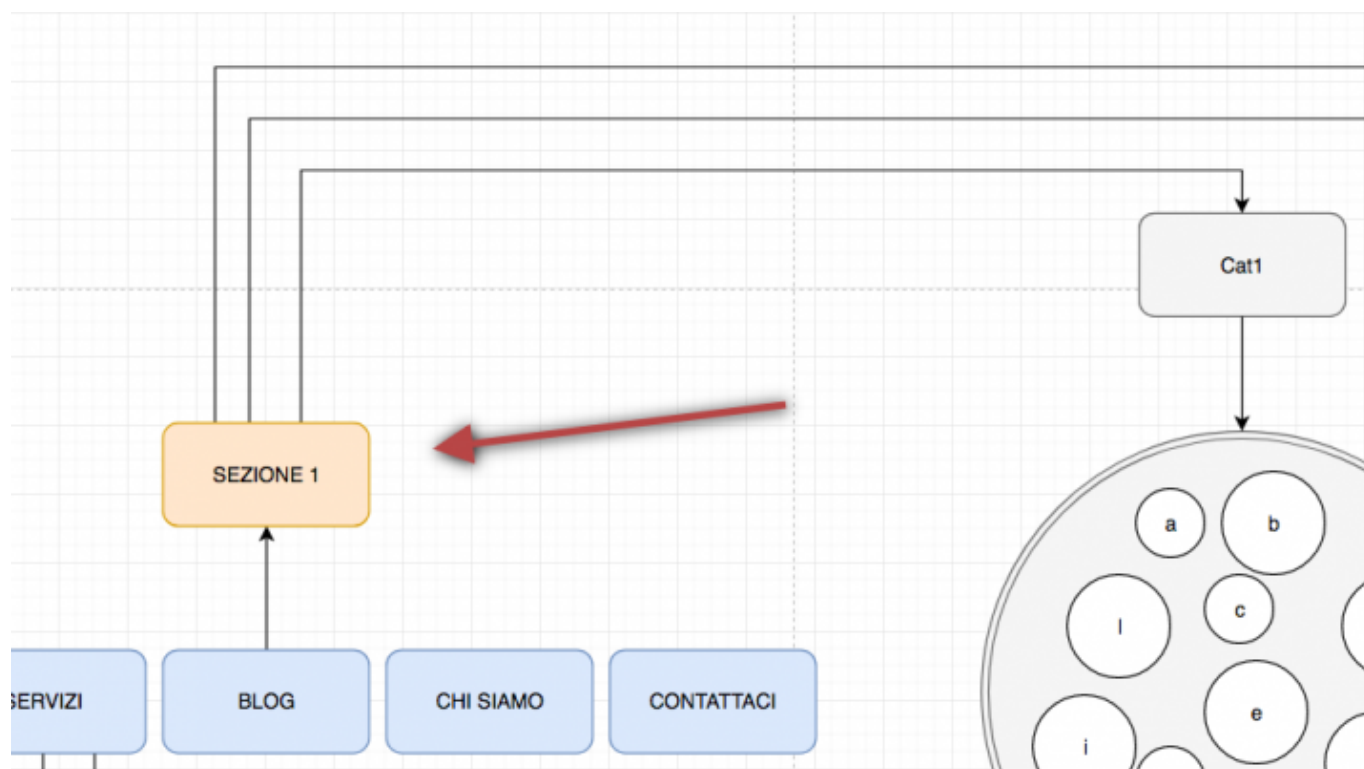 Cat1
SEZIONE 1
a
b
c
l
e
i
SERVIZI
BLOG
CHI SIAMO
CONTATTACI